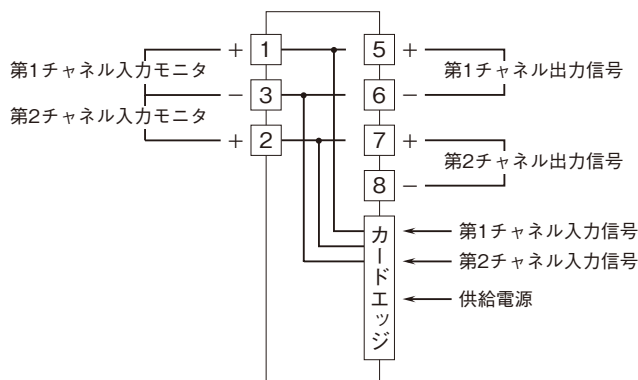 + 1 5 +
第1チャネル入力モニタ 第1チャネル出力信号
− 3 6 −
第2チャネル入力モニタ
+ 2 7 +
第2チャネル出力信号
8 −
カードエッジ
第1チャネル入力信号
第2チャネル入力信号
供給電源